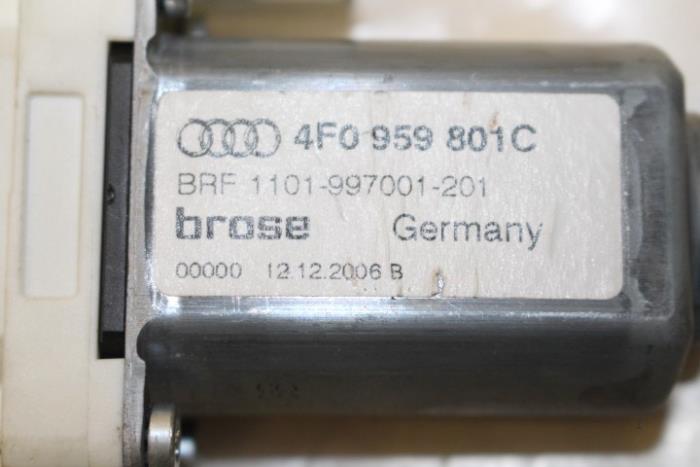 4F0 959 801C
BRF 1101-997001-201
brose Germany
00000 12.12.2006 B